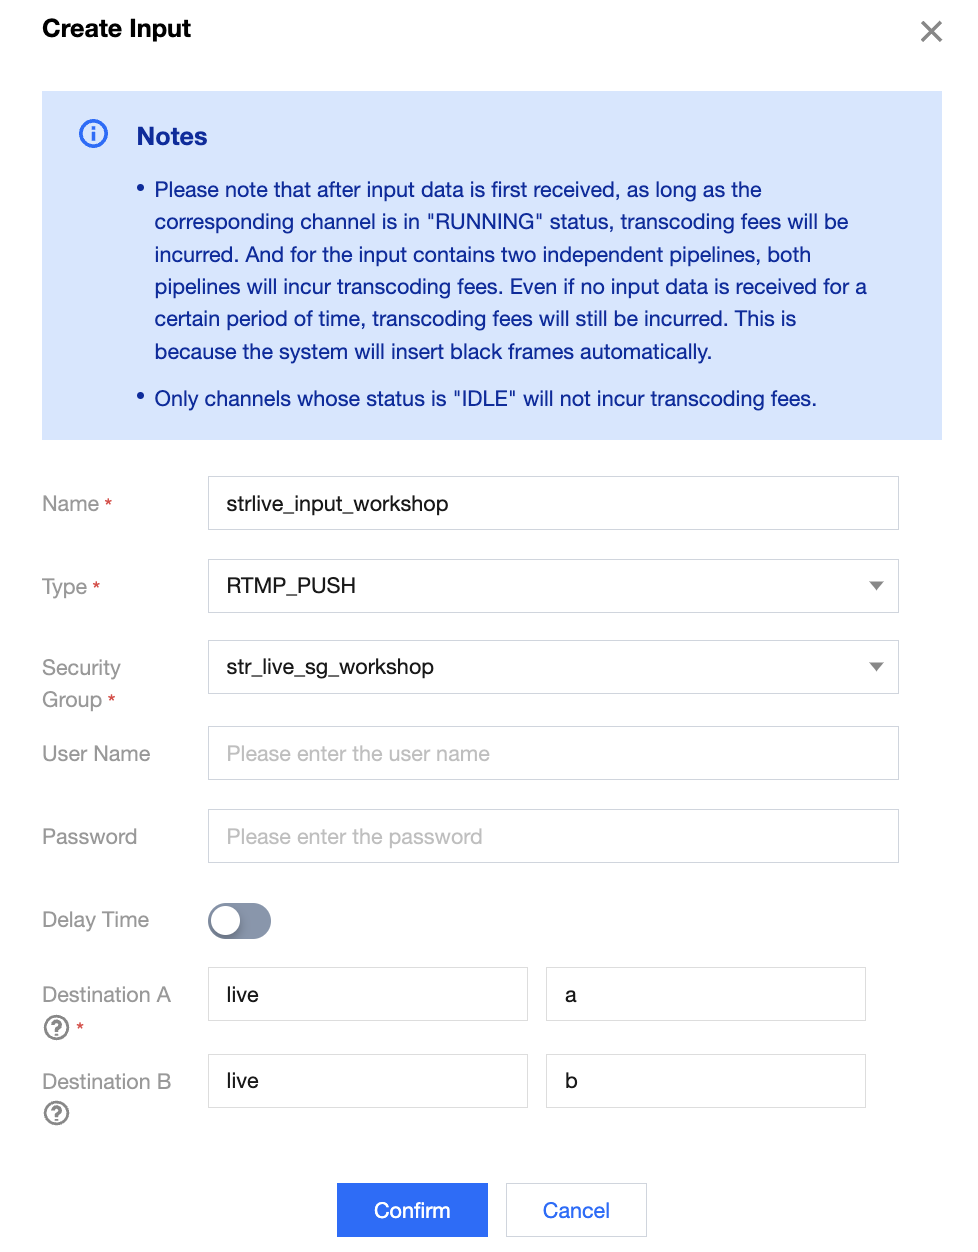 Create Input
Notes
• Please note that after input data is first received, as long as the
corresponding channel is in "RUNNING" status, transcoding fees will be
incurred. And for the input contains two independent pipelines, both
pipelines will incur transcoding fees. Even if no input data is received for a
certain period of time, transcoding fees will still be incurred. This is
because the system will insert black frames automatically.
• Only channels whose status is "IDLE" will not incur transcoding fees.
Name * strlive_input_workshop
Type * RTMP_PUSH
Security
Group * str_live_sg_workshop
User Name Please enter the user name
Password Please enter the password
Delay Time
Destination A live a
*
Destination B live b
Confirm Cancel